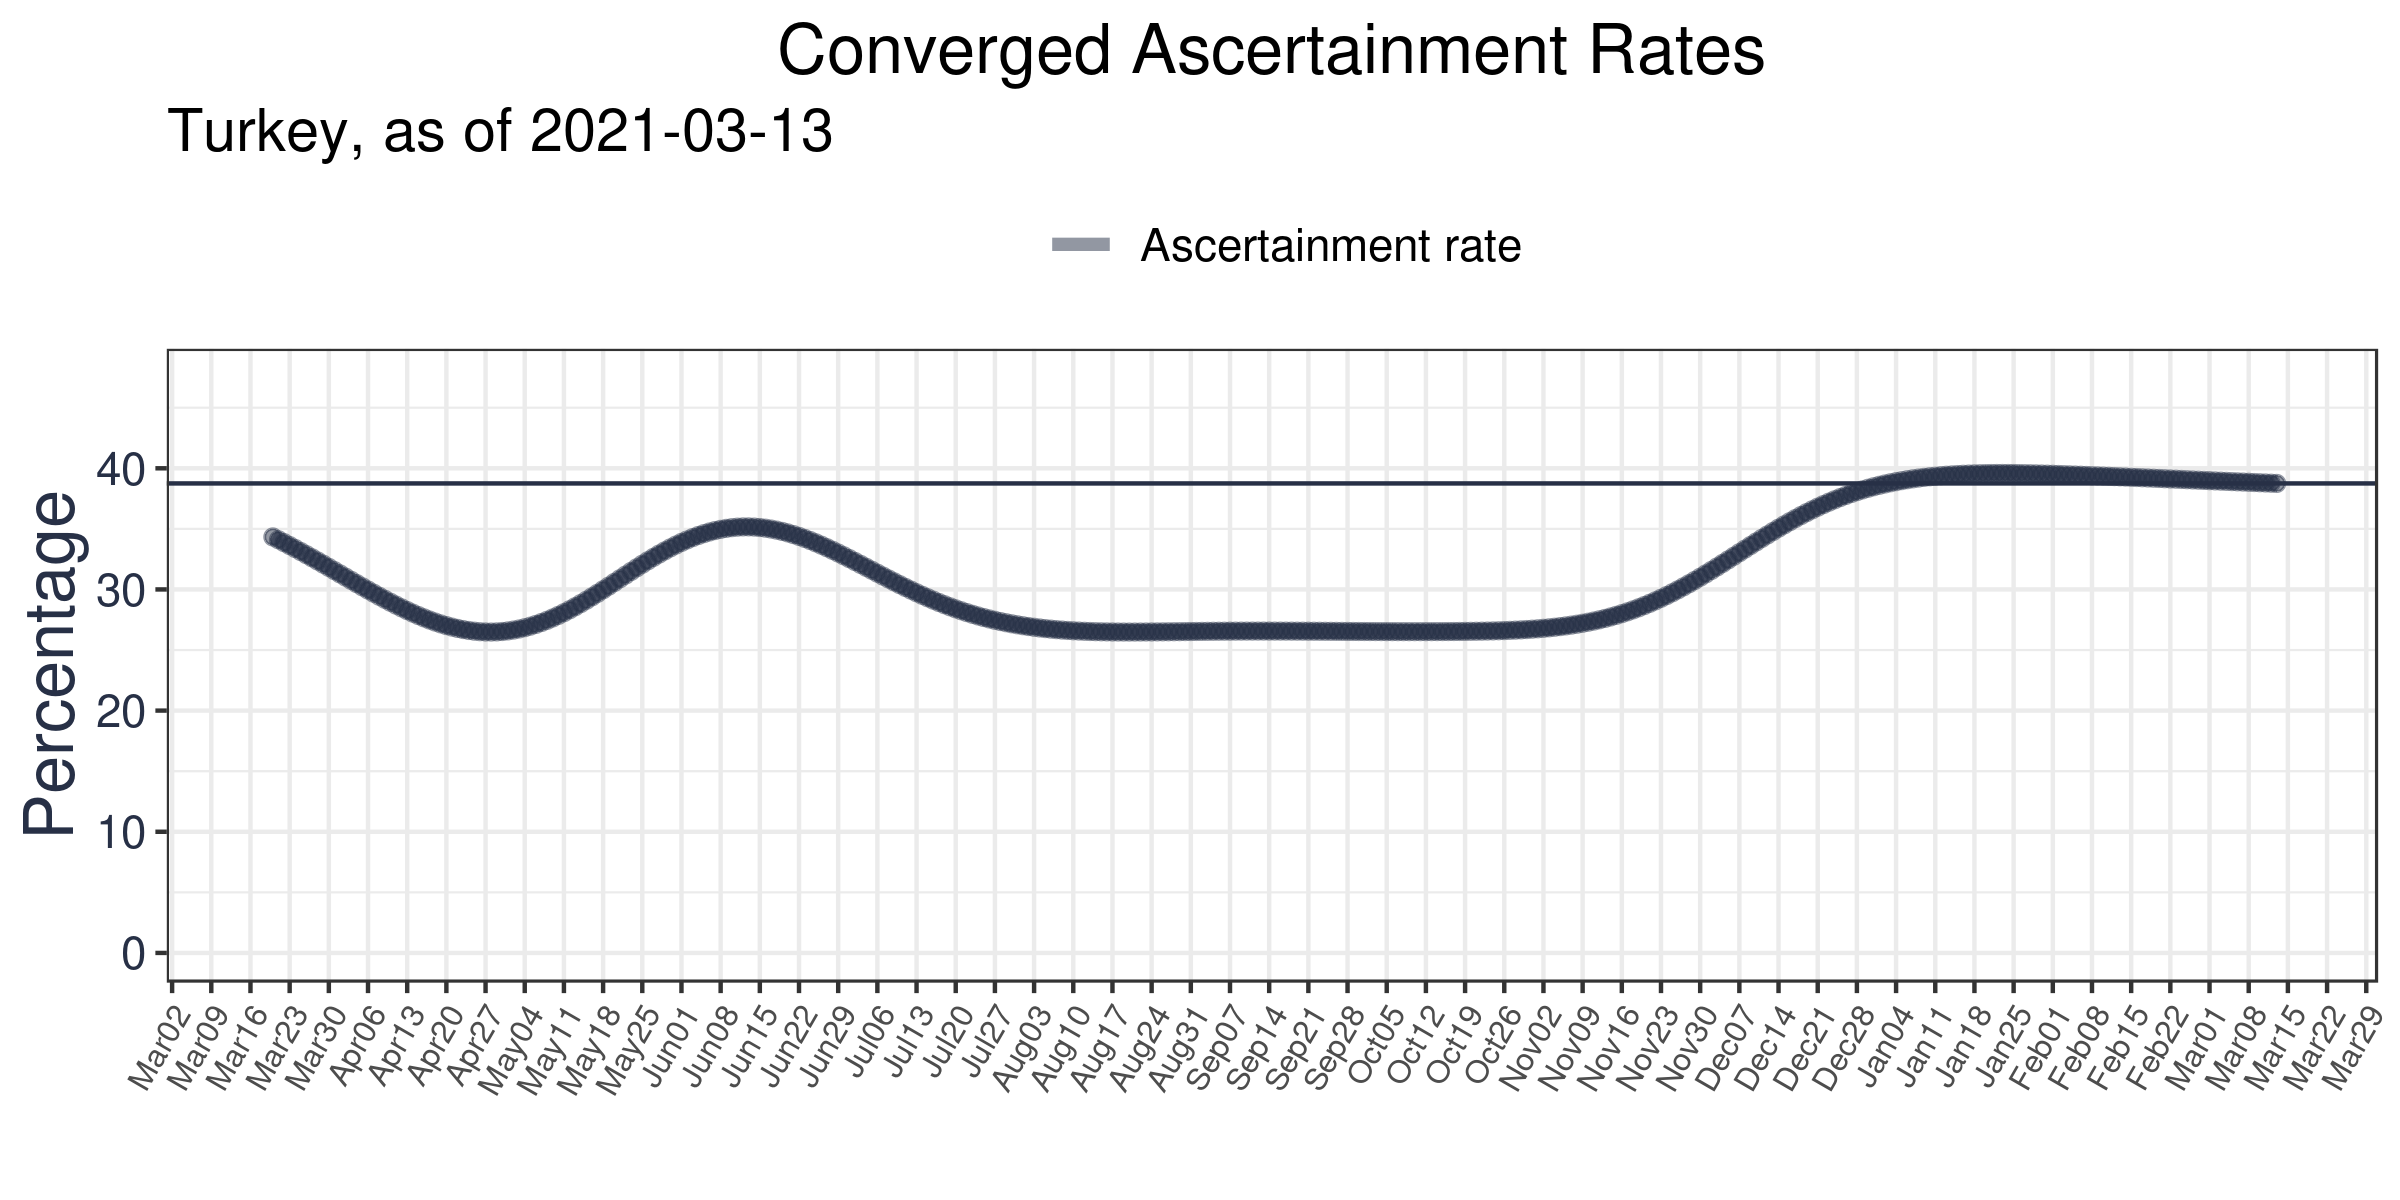 Converged Ascertainment Rates
Turkey, as of 2021-03-13
Ascertainment rate
Percentage
40
30
20
10
0
Mar02 Mar09 Mar16 Mar23 Mar30 Apr06 Apr13 Apr20 Apr27 May04 May11 May18 May25 Jun01 Jun08 Jun15 Jun22 Jun29 Jul06 Jul13 Jul20 Jul27 Aug03 Aug10 Aug17 Aug24 Aug31 Sep07 Sep14 Sep21 Sep28 Oct05 Oct12 Oct19 Oct26 Nov02 Nov09 Nov16 Nov23 Nov30 Dec07 Dec14 Dec21 Dec28 Jan04 Jan11 Jan18 Jan25 Feb01 Feb08 Feb15 Feb22 Mar01 Mar08 Mar15 Mar22 Mar29